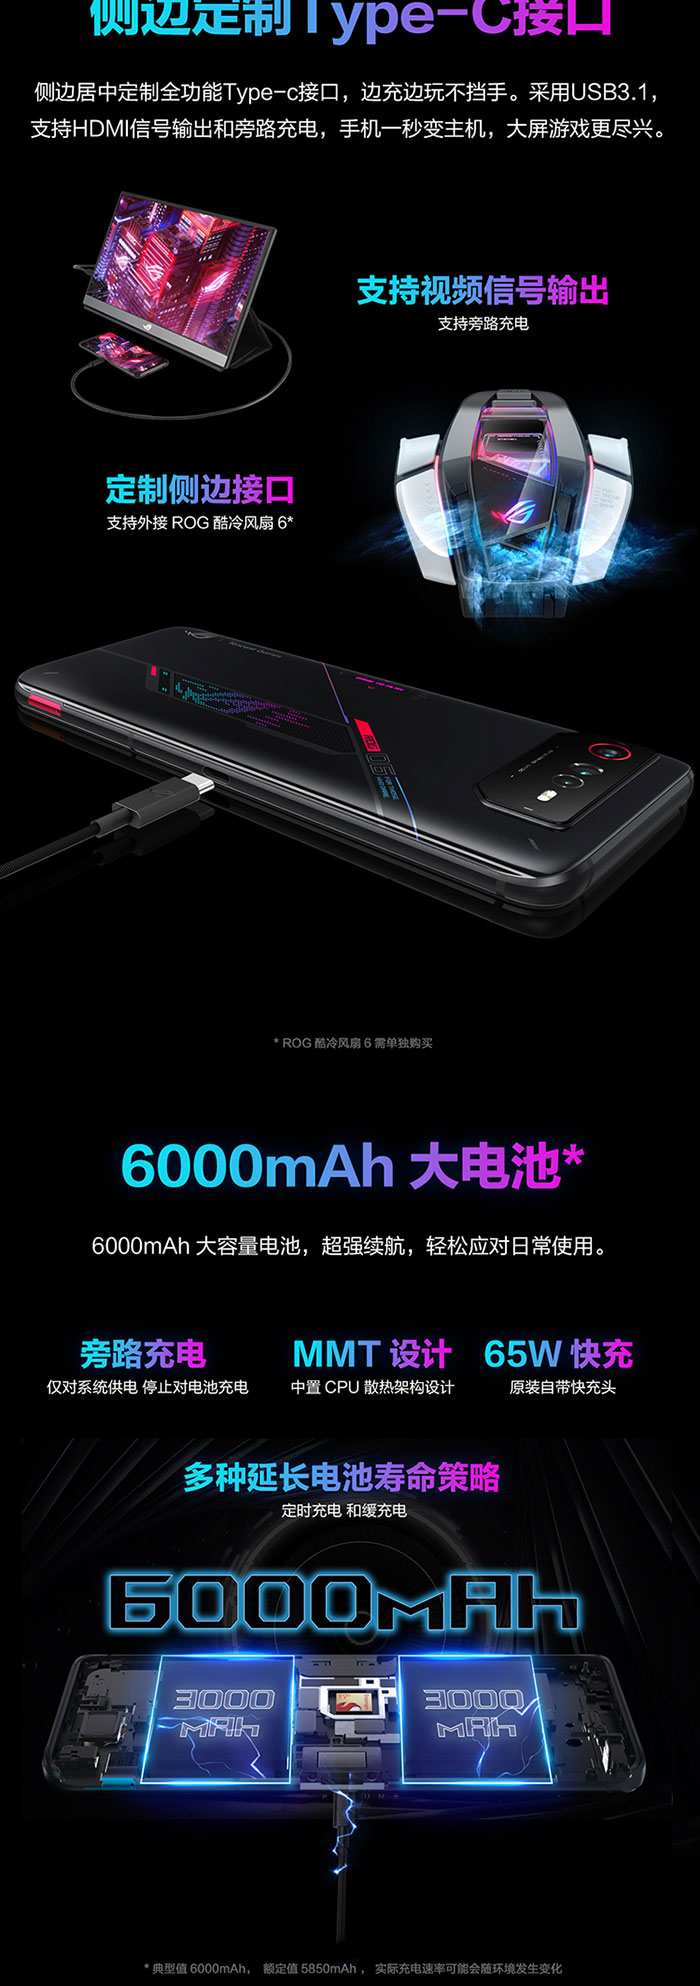 侧边定制Type-C接口
侧边居中定制全功能Type-c接口，边充边玩不挡手。采用USB3.1，
支持HDMI信号输出和旁路充电，手机一秒变主机，大屏游戏更尽兴。
支持视频信号输出
支持旁路充电
定制侧边接口
支持外接 ROG 酷冷风扇 6*
ROG
06
FOR THOSE
WHO DARE
* ROG 酷冷风扇 6 需单独购买
6000mAh 大电池*
6000mAh 大容量电池，超强续航，轻松应对日常使用。
旁路充电 MMT 设计 65W 快充
仅对系统供电 停止对电池充电 中置 CPU 散热架构设计 原装自带快充头
多种延长电池寿命策略
定时充电 和缓充电
6000mAh
3000 3000
mAh mAh
* 典型值 6000mAh， 额定值 5850mAh ， 实际充电速率可能会随环境发生变化